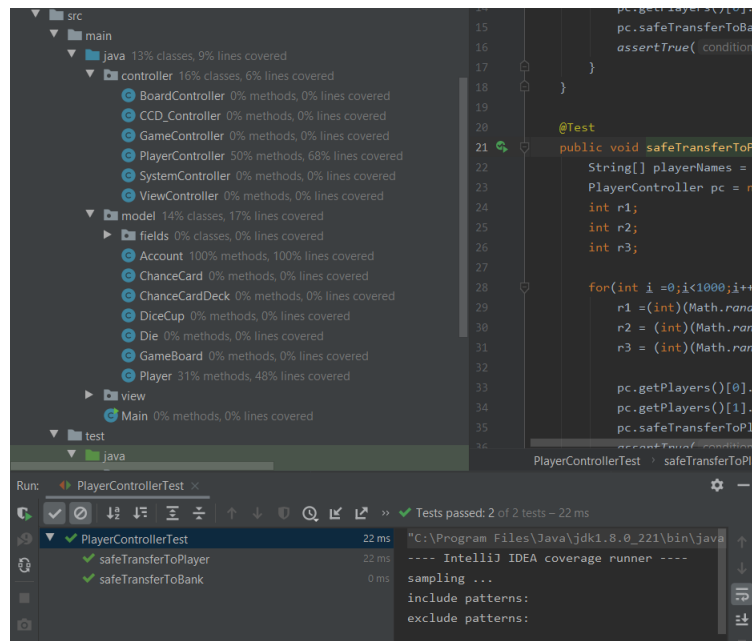 src
main
java 13% classes, 9% lines covered
controller 16% classes, 6% lines covered
BoardController 0% methods, 0% lines covered
CCD_Controller 0% methods, 0% lines covered
GameController 0% methods, 0% lines covered
PlayerController 50% methods, 68% lines covered
SystemController 0% methods, 0% lines covered
ViewController 0% methods, 0% lines covered
model 14% classes, 17% lines covered
fields 0% classes, 0% lines covered
Account 100% methods, 100% lines covered
ChanceCard 0% methods, 0% lines covered
ChanceCardDeck 0% methods, 0% lines covered
DiceCup 0% methods, 0% lines covered
Die 0% methods, 0% lines covered
GameBoard 0% methods, 0% lines covered
Player 31% methods, 48% lines covered
view
Main 0% methods, 0% lines covered
test
java
14 pc.getPlayers()[0].
15 pc.safeTransferToBa
16 assertTrue( condition
17 }
18 }
19
20 @Test
21 public void safeTransferToP
22 String[] playerNames =
23 PlayerController pc = n
24 int r1;
25 int r2;
26 int r3;
27
28 for(int i =0;i<1000;i++
29 r1 =(int)(Math.rand
30 r2 = (int)(Math.ran
31 r3 = (int)(Math.ran
32
33 pc.getPlayers()[0].
34 pc.getPlayers()[1].
35 pc.safeTransferToPl
36 assertTrue( condition
PlayerControllerTest › safeTransferToPl
Run: PlayerControllerTest ×
» Tests passed: 2 of 2 tests – 22 ms
PlayerControllerTest 22 ms
safeTransferToPlayer 22 ms
safeTransferToBank 0 ms
"C:\Program Files\Java\jdk1.8.0_221\bin\java
---- IntelliJ IDEA coverage runner ----
sampling ...
include patterns:
exclude patterns: